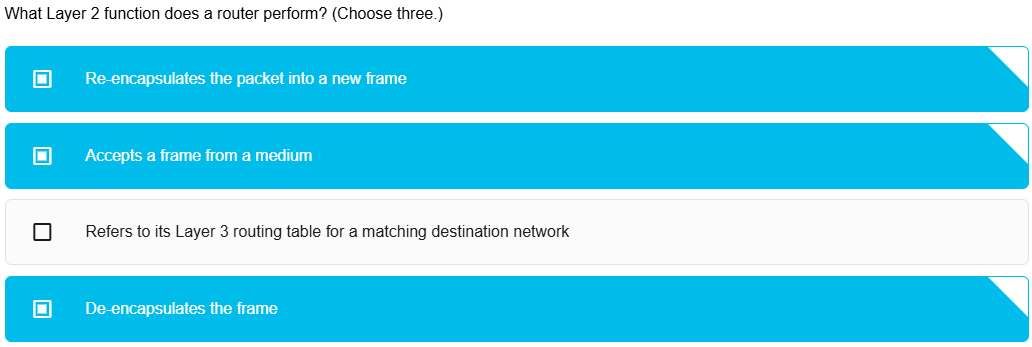 What Layer 2 function does a router perform? (Choose three.)
Re-encapsulates the packet into a new frame
Accepts a frame from a medium
Refers to its Layer 3 routing table for a matching destination network
De-encapsulates the frame